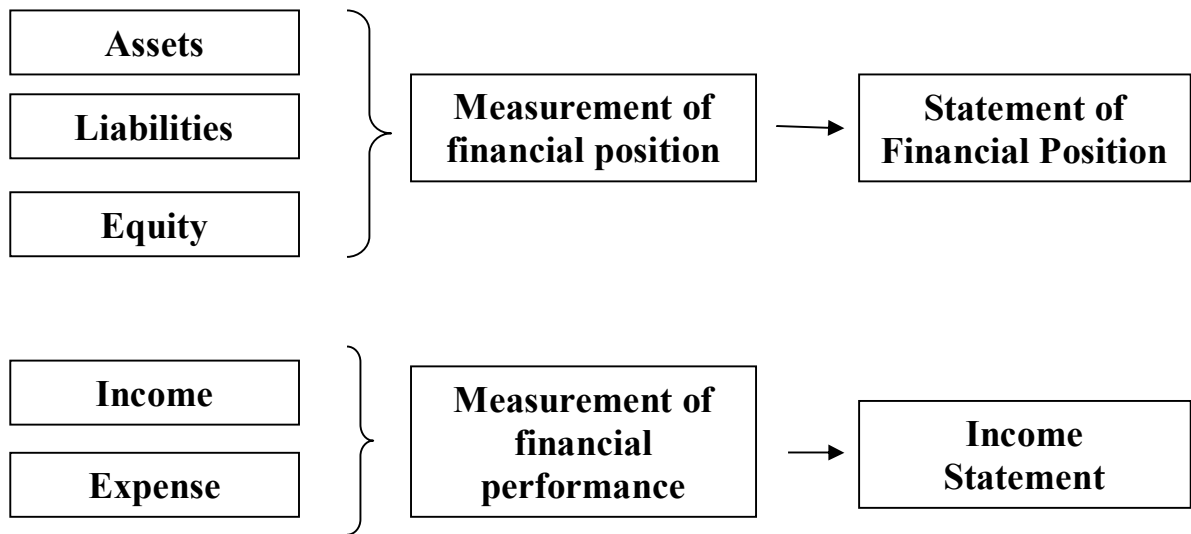 Assets
Liabilities
Equity
Measurement of
financial position
Statement of
Financial Position
Income
Expense
Measurement of
financial
performance
Income
Statement